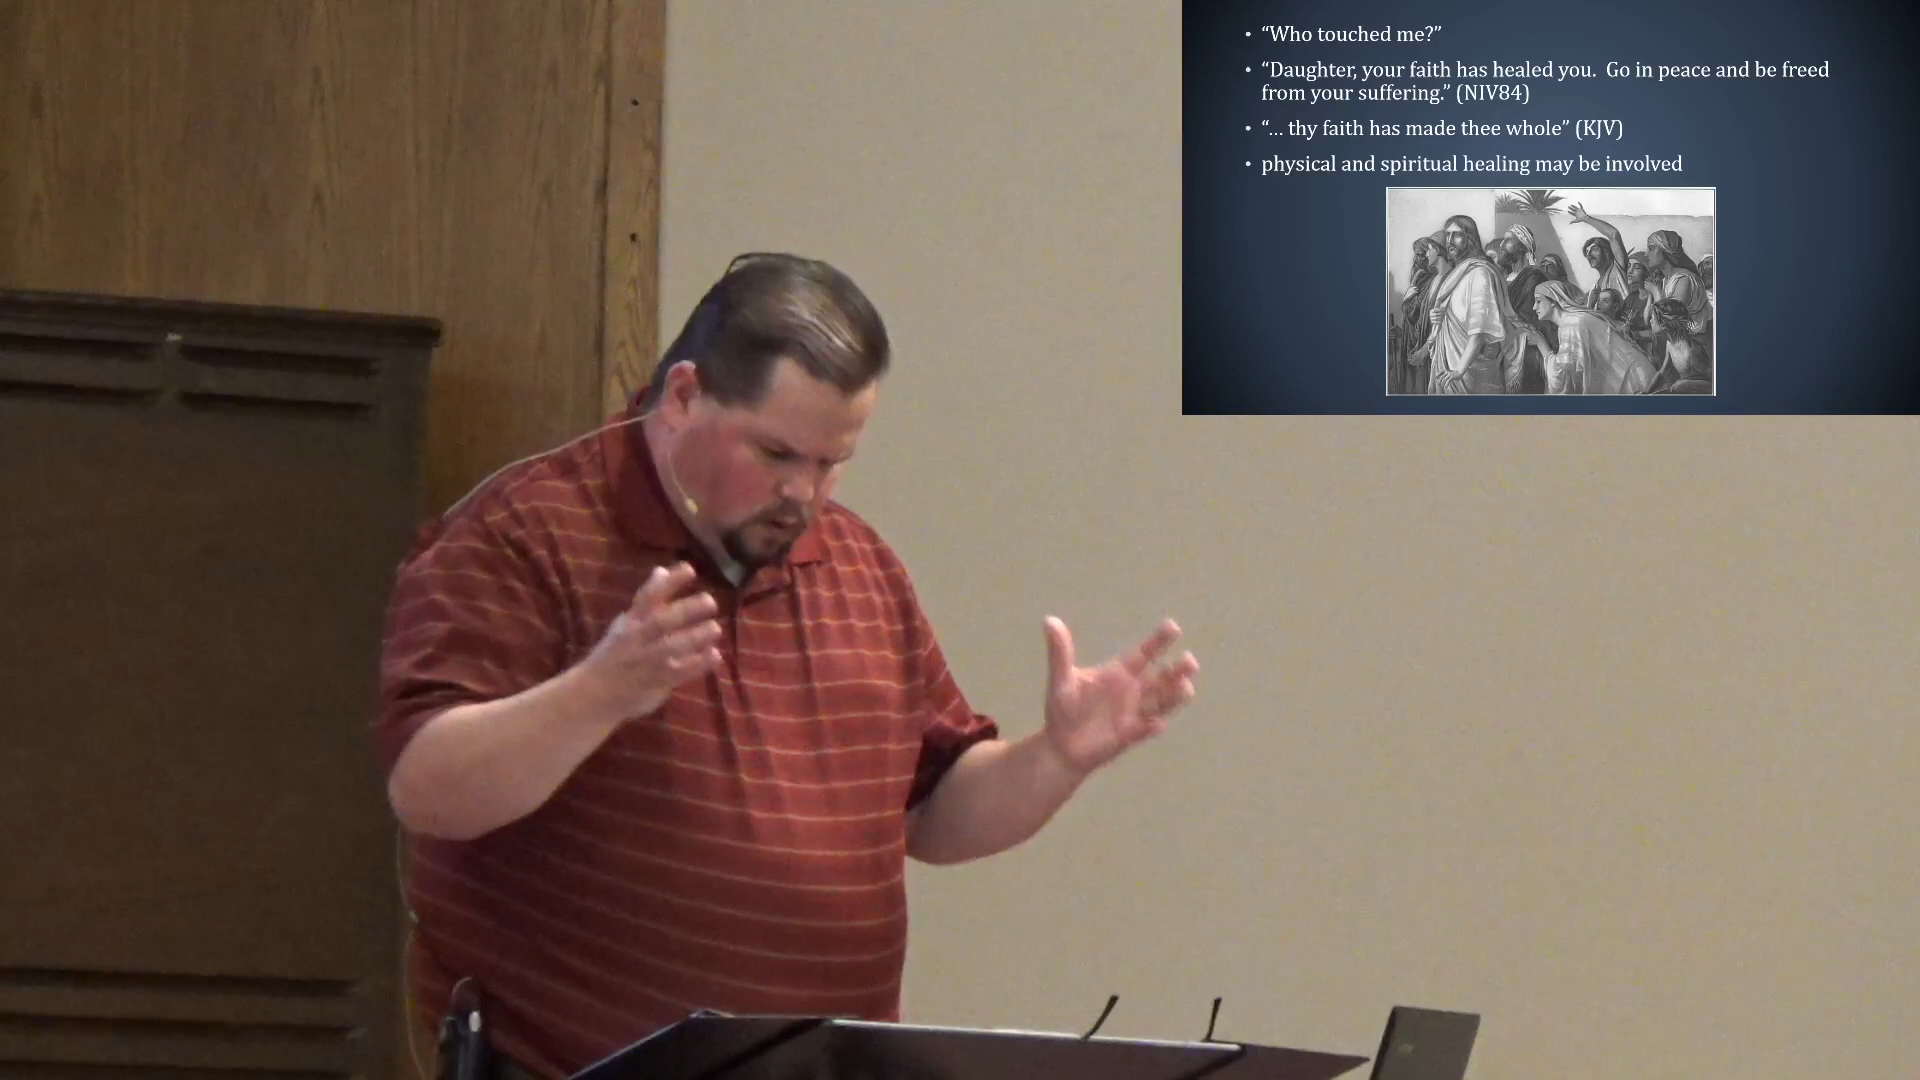 • “Who touched me?”
• “Daughter, your faith has healed you.  Go in peace and be freed
from your suffering.” (NIV84)
• “... thy faith has made thee whole” (KJV)
• physical and spiritual healing may be involved